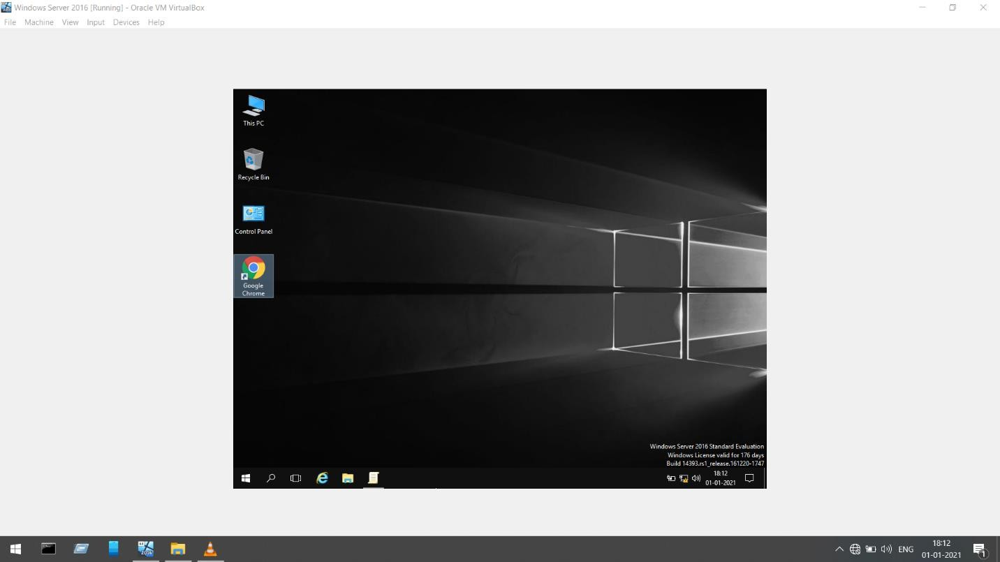 Windows Server 2016 [Running] - Oracle VM VirtualBox
File Machine View Input Devices Help
This PC
Recycle Bin
Control Panel
Google
Chrome
Windows Server 2016 Standard Evaluation
Windows License valid for 176 days
Build 14393.rs1_release.161220-1747
18:12
01-01-2021
2016
ENG
18:12
01-01-2021
1